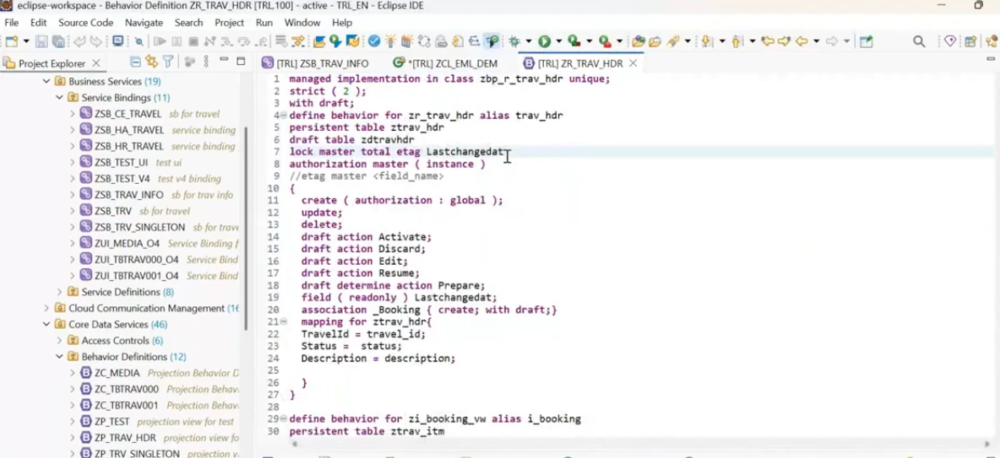 eclipse-workspace - Behavior Definition ZR_TRAV_HDR [TRL,100] - active - TRL_EN - Eclipse IDE
File Edit Source Code Navigate Search Project Run Window Help
Project Explorer
[TRL] ZSB_TRAV_INFO
*[TRL] ZCL_EML_DEM
[TRL] ZR_TRAV_HDR
Business Services (19)
Service Bindings (11)
ZSB_CE_TRAVEL sb for travel
ZSB_HA_TRAVEL service binding
ZSB_HR_TRAVEL service binding
ZSB_TEST_UI test ui
ZSB_TEST_V4 test v4 binding
ZSB_TRAV_INFO sb for trav info
ZSB_TRV sb for travel
ZSB_TRV_SINGLETON sb for trave
ZUI_MEDIA_O4 Service Binding f
ZUI_TBTRAV000_O4 Service Bind
ZUI_TBTRAV001_O4 Service Bind
Service Definitions (8)
Cloud Communication Management (16
Core Data Services (46)
Access Controls (6)
Behavior Definitions (12)
ZC_MEDIA Projection Behavior D
ZC_TBTRAV000 Projection Behav
ZC_TBTRAV001 Projection Behav
ZP_TEST projection view for test
ZP_TRAV_HDR projection view fo
ZP_TRV_SINGLETON projection v
1 managed implementation in class zbp_r_trav_hdr unique;
2 strict ( 2 );
3 with draft;
4 define behavior for zr_trav_hdr alias trav_hdr
5 persistent table ztrav_hdr
6 draft table zdtravhdr
7 lock master total etag Lastchangedat
8 authorization master ( instance )
9 //etag master <field_name>
10 {
11 create ( authorization : global );
12 update;
13 delete;
14 draft action Activate;
15 draft action Discard;
16 draft action Edit;
17 draft action Resume;
18 draft determine action Prepare;
19 field ( readonly ) Lastchangedat;
20 association _Booking { create; with draft;}
21 mapping for ztrav_hdr{
22 TravelId = travel_id;
23 Status = status;
24 Description = description;
25
26 }
27 }
28
29 define behavior for zi_booking_vw alias i_booking
30 persistent table ztrav_itm